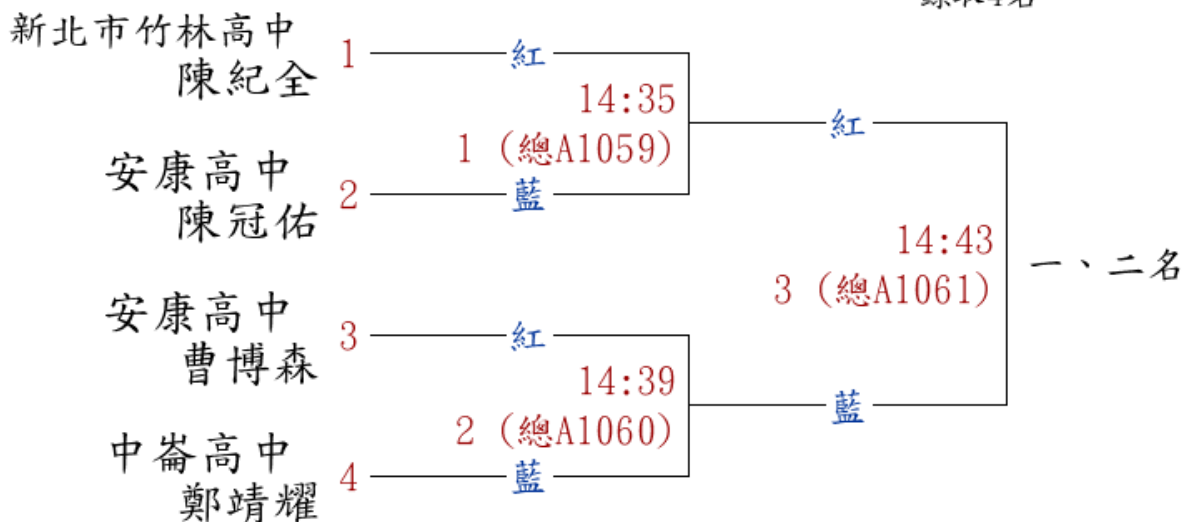 新北市竹林高中
陳紀全
1
紅
14:35
1 (總A1059)
安康高中
陳冠佑
2
藍
紅
14:43
3 (總A1061)
一、二名
安康高中
曹博森
3
紅
14:39
2 (總A1060)
藍
中崙高中
鄭靖耀
4
藍